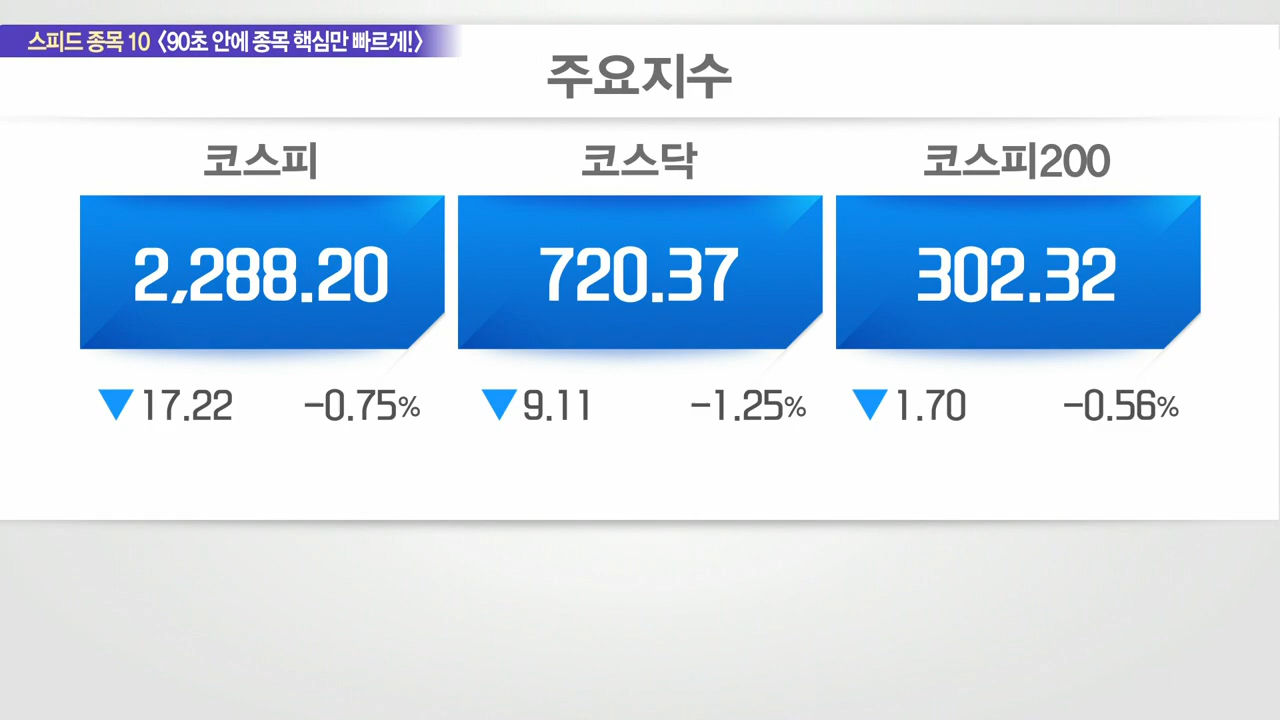 스피드 종목 10 <90초 안에 종목 핵심만 빠르게!>
주요지수
코스피 코스닥 코스피200
2,288.20 720.37 302.32
▼17.22 -0.75% ▼9.11 -1.25% ▼1.70 -0.56%